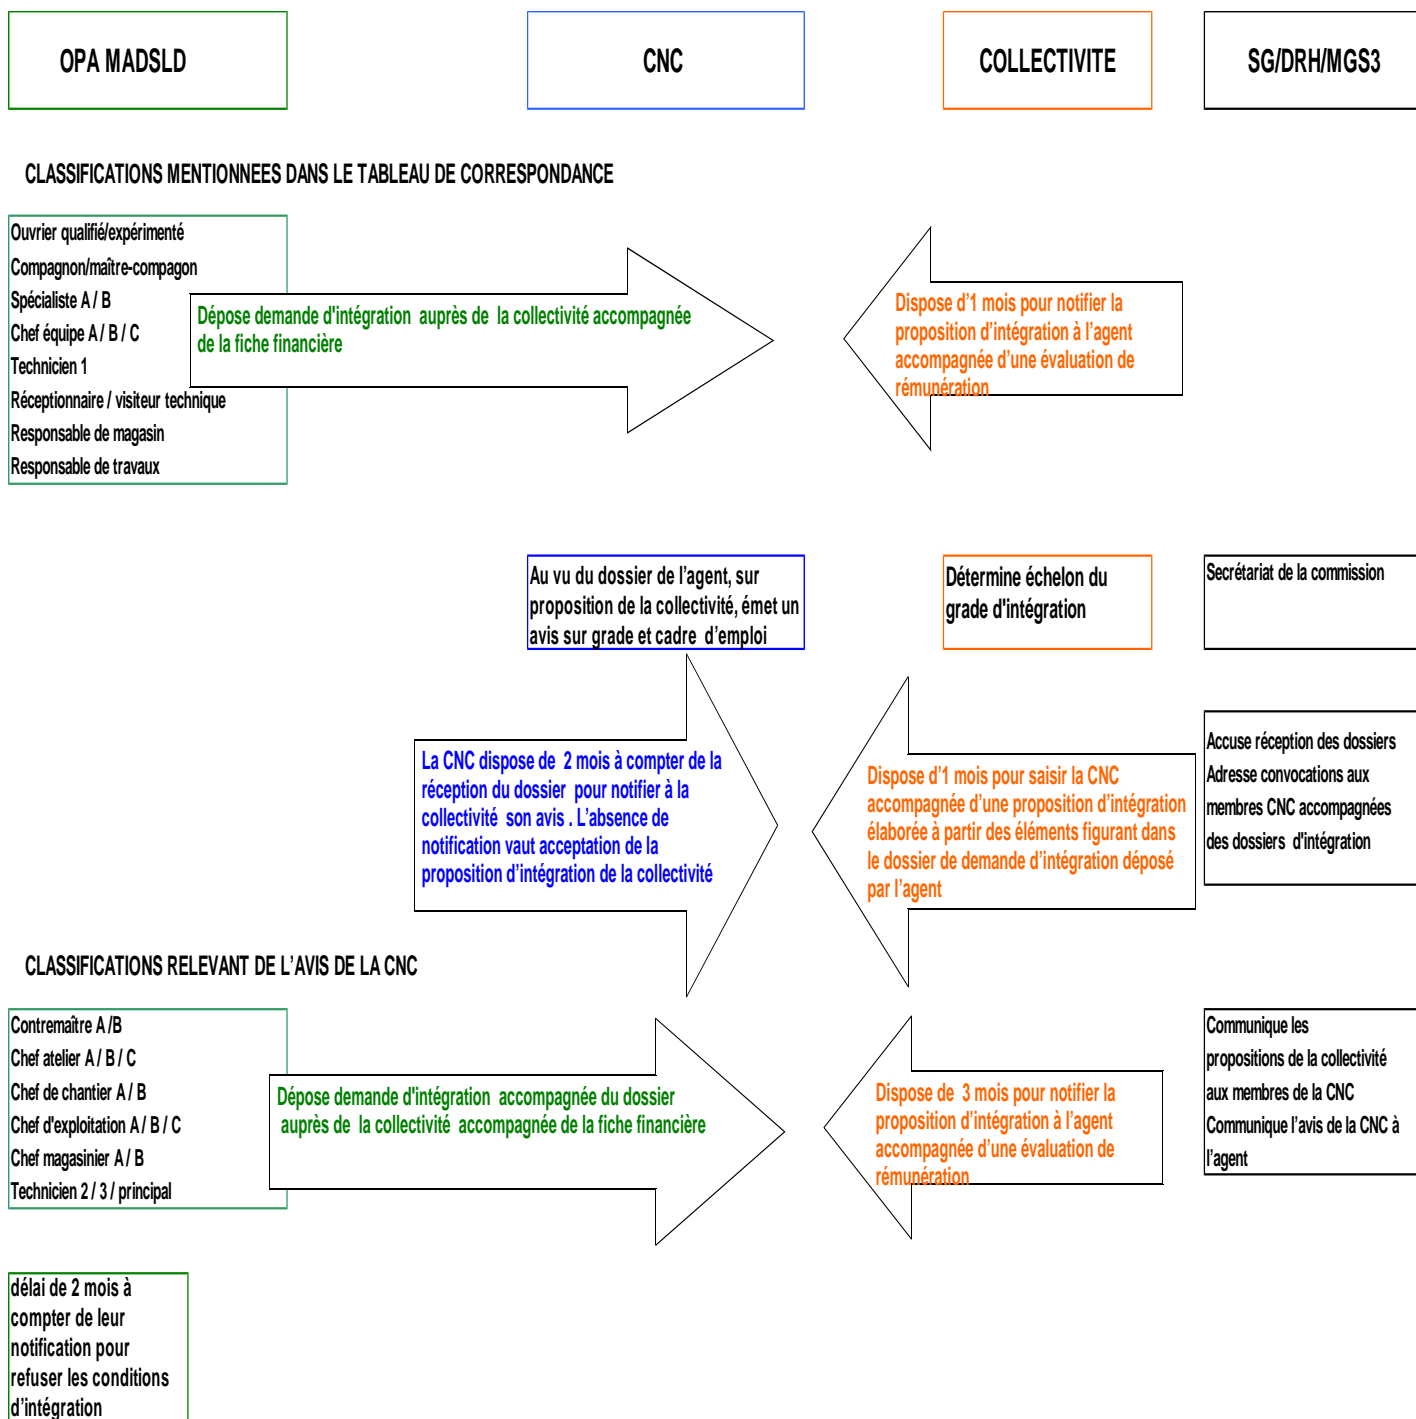 OPA MADSLD
CNC
COLLECTIVITE
SG/DRH/MGS3
CLASSIFICATIONS MENTIONNEES DANS LE TABLEAU DE CORRESPONDANCE
Ouvrier qualifié/expérimenté
Compagnon/maître-compagon
Spécialiste A / B
Chef équipe A / B / C
Technicien 1
Réceptionnaire / visiteur technique
Responsable de magasin
Responsable de travaux
Dépose demande d'intégration auprès de la collectivité accompagnée
de la fiche financière
Dispose d’1 mois pour notifier la
proposition d’intégration à l’agent
accompagnée d’une évaluation de
rémunération
Au vu du dossier de l’agent, sur
proposition de la collectivité, émet un
avis sur grade et cadre d’emploi
Détermine échelon du
grade d'intégration
Secrétariat de la commission
La CNC dispose de 2 mois à compter de la
réception du dossier pour notifier à la
collectivité son avis . L’absence de
notification vaut acceptation de la
proposition d’intégration de la collectivité
Dispose d’1 mois pour saisir la CNC
accompagnée d’une proposition d’intégration
élaborée à partir des éléments figurant dans
le dossier de demande d’intégration déposé
par l’agent
Accuse réception des dossiers
Adresse convocations aux
membres CNC accompagnées
des dossiers d'intégration
CLASSIFICATIONS RELEVANT DE L’AVIS DE LA CNC
Contremaître A /B
Chef atelier A / B / C
Chef de chantier A / B
Chef d'exploitation A / B / C
Chef magasinier A / B
Technicien 2 / 3 / principal
Dépose demande d'intégration accompagnée du dossier
auprès de la collectivité accompagnée de la fiche financière
Dispose de 3 mois pour notifier la
proposition d’intégration à l’agent
accompagnée d’une évaluation de
rémunération
Communique les
propositions de la collectivité
aux membres de la CNC
Communique l’avis de la CNC à
l’agent
délai de 2 mois à
compter de leur
notification pour
refuser les conditions
d’intégration